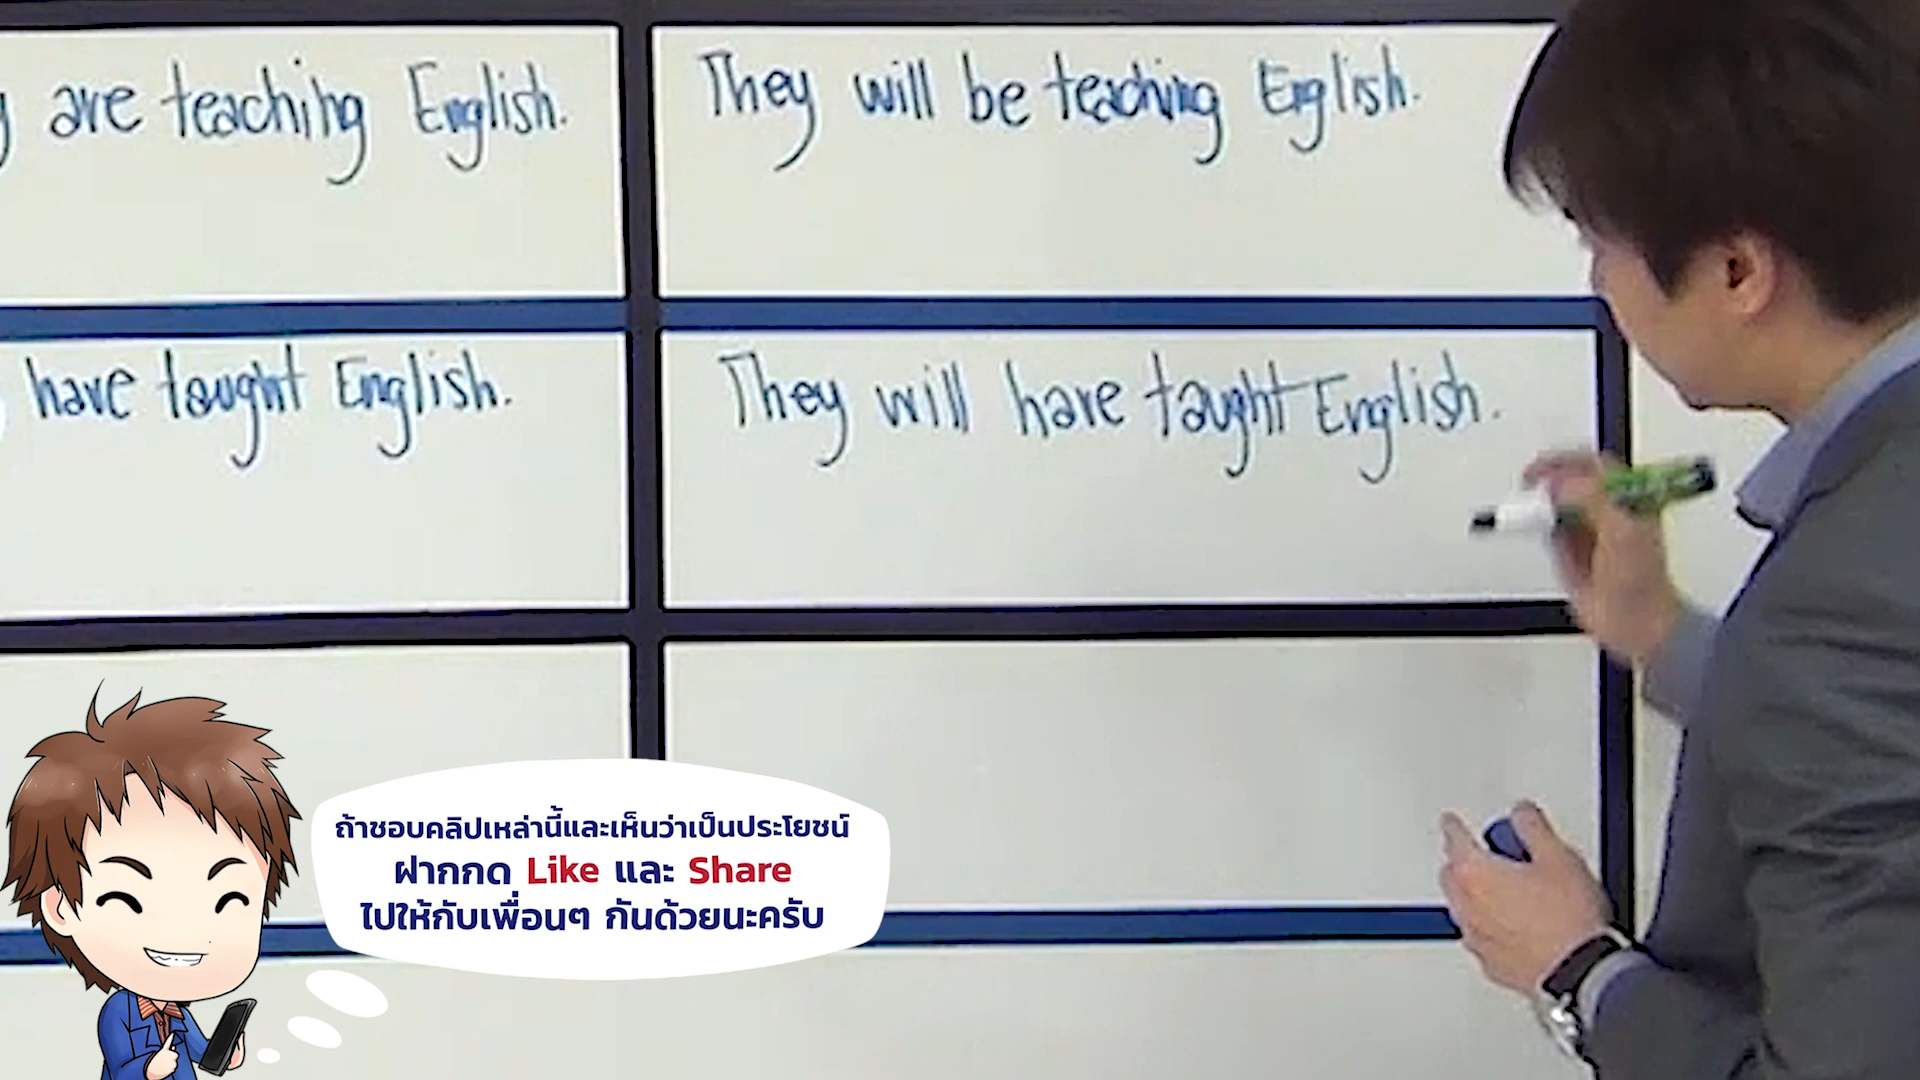 are teaching English.
They will be teaching English.
have taught English.
They will have taught English.
ถ้าชอบคลิปเหล่านี้และเห็นว่าเป็นประโยชน์
ฝากกด Like และ Share
ไปให้กับเพื่อนๆ กันด้วยนะครับ